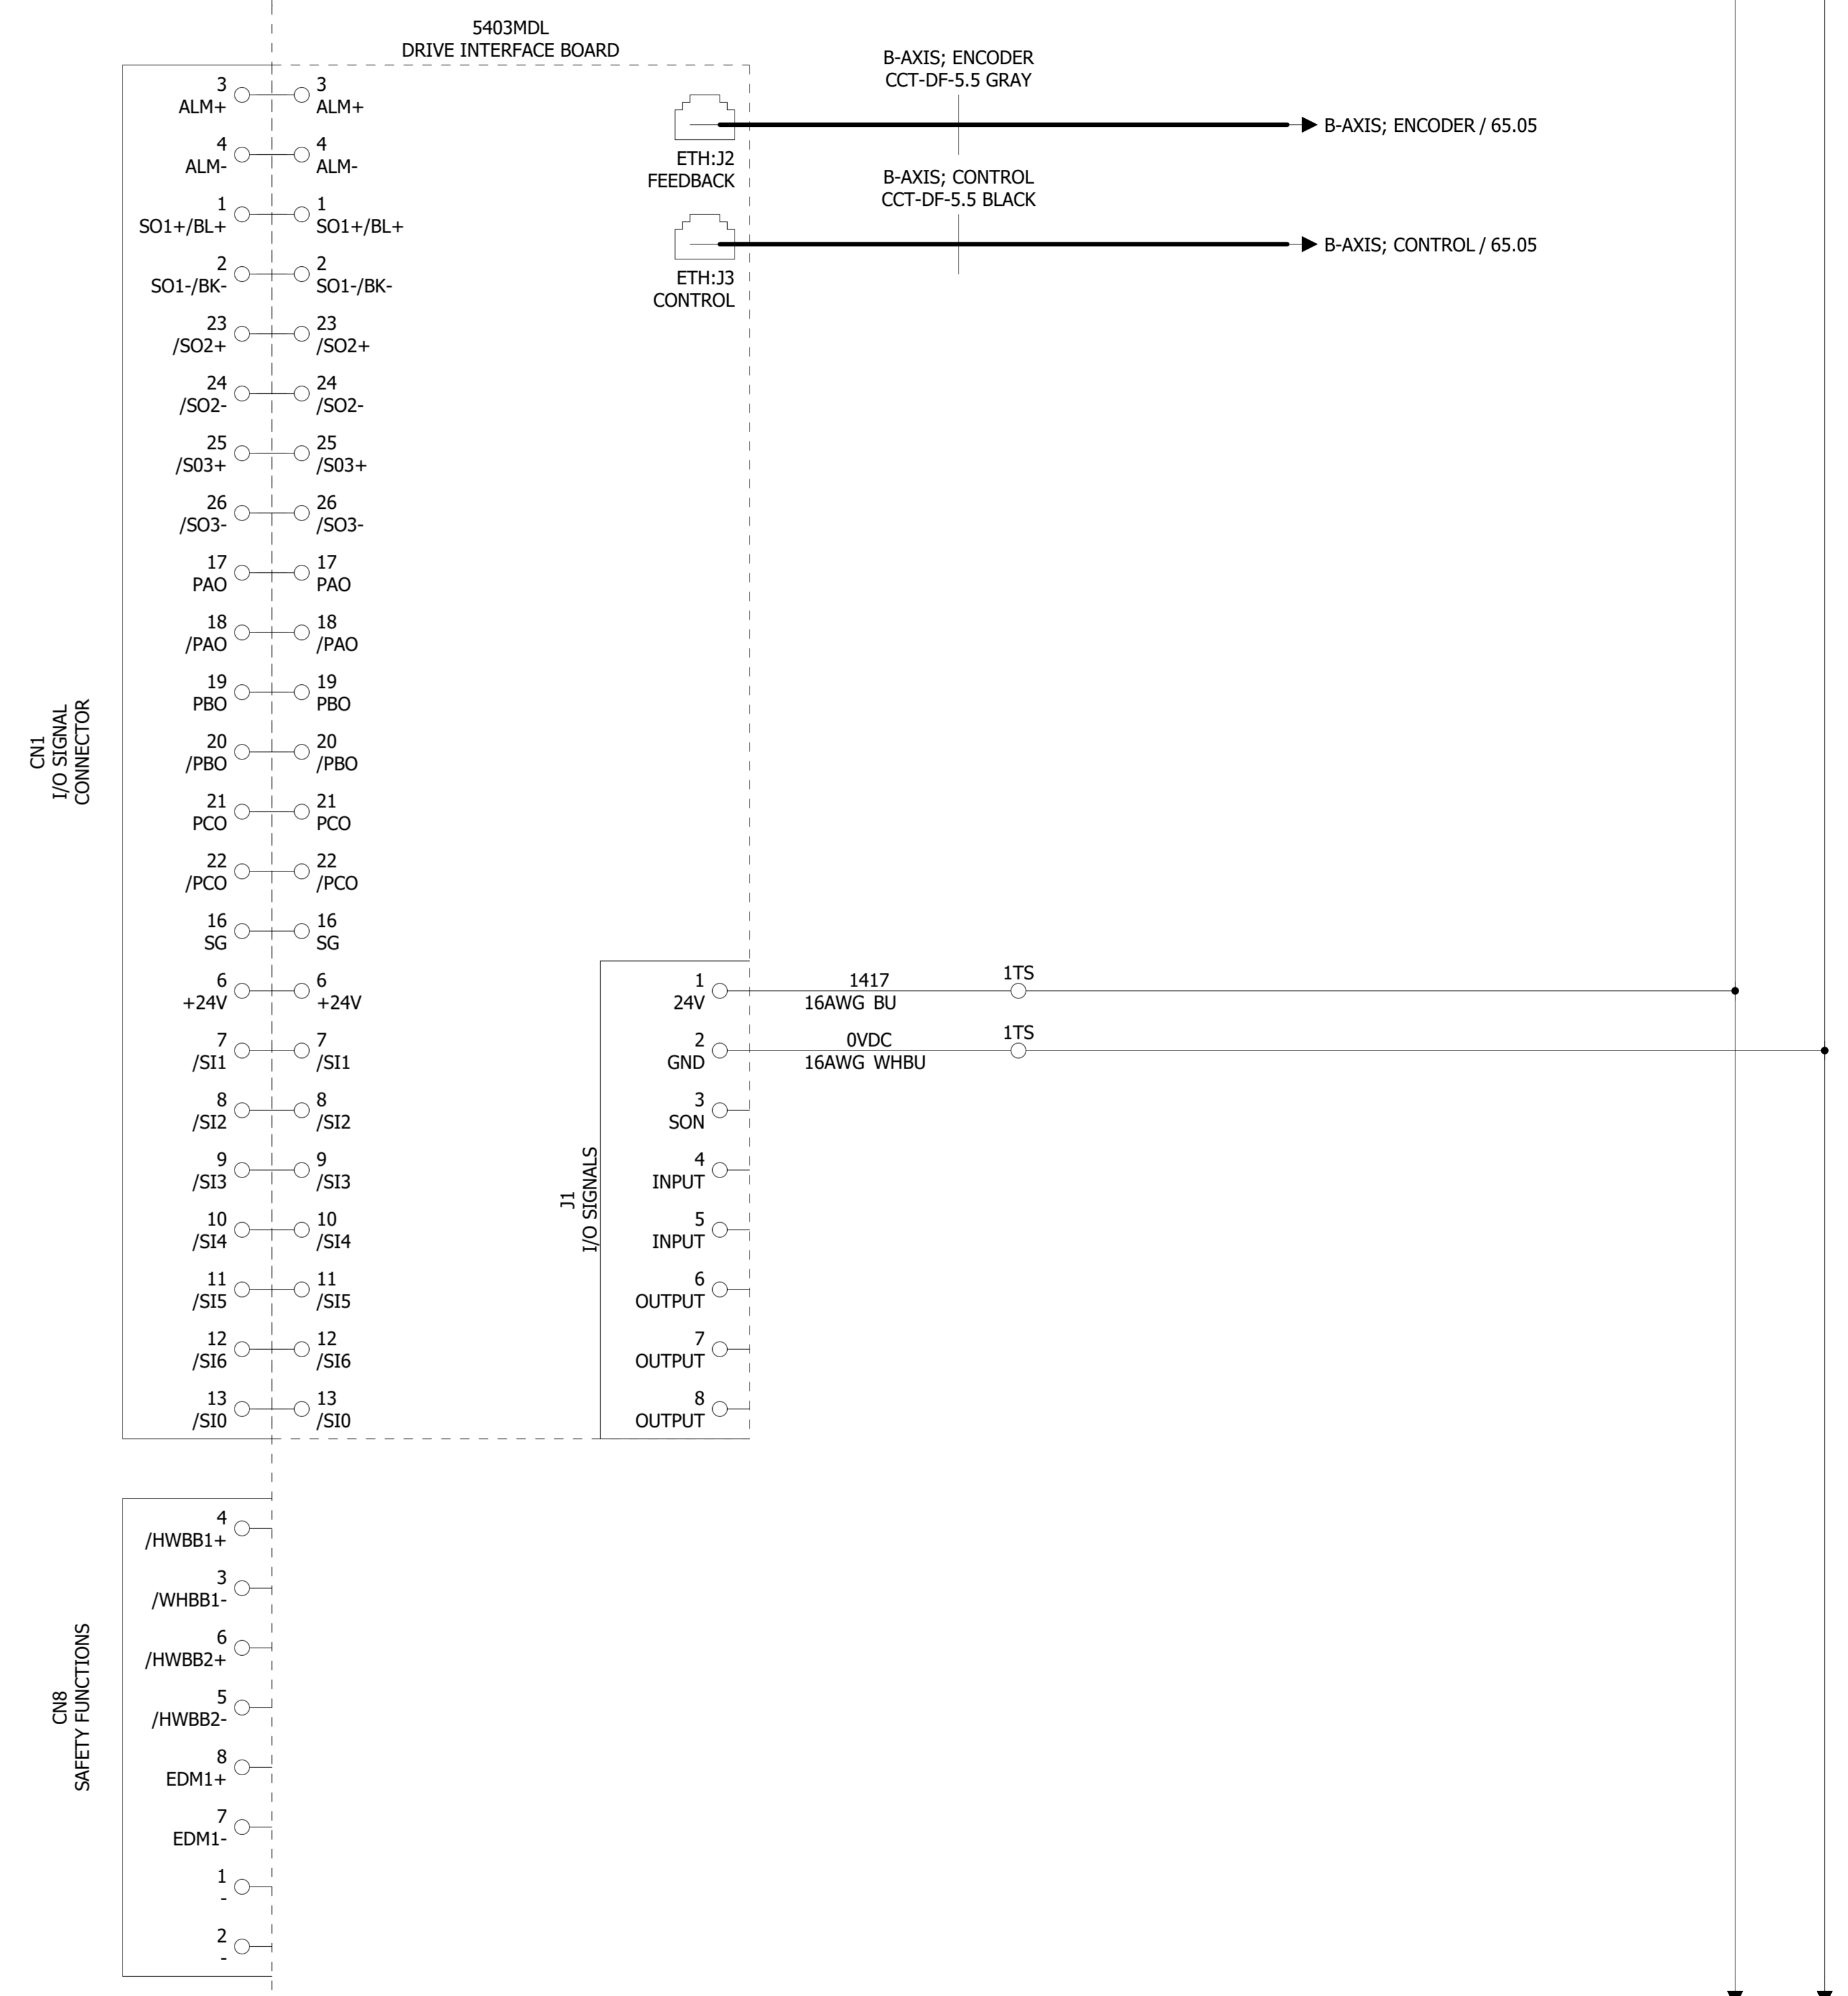 5403MDL
DRIVE INTERFACE BOARD
B-AXIS; ENCODER
CCT-DF-5.5 GRAY
B-AXIS; ENCODER / 65.05
ETH:J2
FEEDBACK
B-AXIS; CONTROL
CCT-DF-5.5 BLACK
B-AXIS; CONTROL / 65.05
ETH:J3
CONTROL
CN1
I/O SIGNAL
CONNECTOR
3 3
ALM+ ALM+
4 4
ALM- ALM-
1 1
SO1+/BL+ SO1+/BL+
2 2
SO1-/BK- SO1-/BK-
23 23
/SO2+ /SO2+
24 24
/SO2- /SO2-
25 25
/S03+ /S03+
26 26
/SO3- /SO3-
17 17
PAO PAO
18 18
/PAO /PAO
19 19
PBO PBO
20 20
/PBO /PBO
21 21
PCO PCO
22 22
/PCO /PCO
16 16
SG SG
6 6
+24V +24V
7 7
/SI1 /SI1
8 8
/SI2 /SI2
9 9
/SI3 /SI3
10 10
/SI4 /SI4
11 11
/SI5 /SI5
12 12
/SI6 /SI6
13 13
/SI0 /SI0
J1
I/O SIGNALS
1 1417 1TS
24V 16AWG BU
2 0VDC 1TS
GND 16AWG WHBU
3
SON
4
INPUT
5
INPUT
6
OUTPUT
7
OUTPUT
8
OUTPUT
CN8
SAFETY FUNCTIONS
4
/HWBB1+
3
/WHBB1-
6
/HWBB2+
5
/HWBB2-
8
EDM1+
7
EDM1-
1
-
2
-